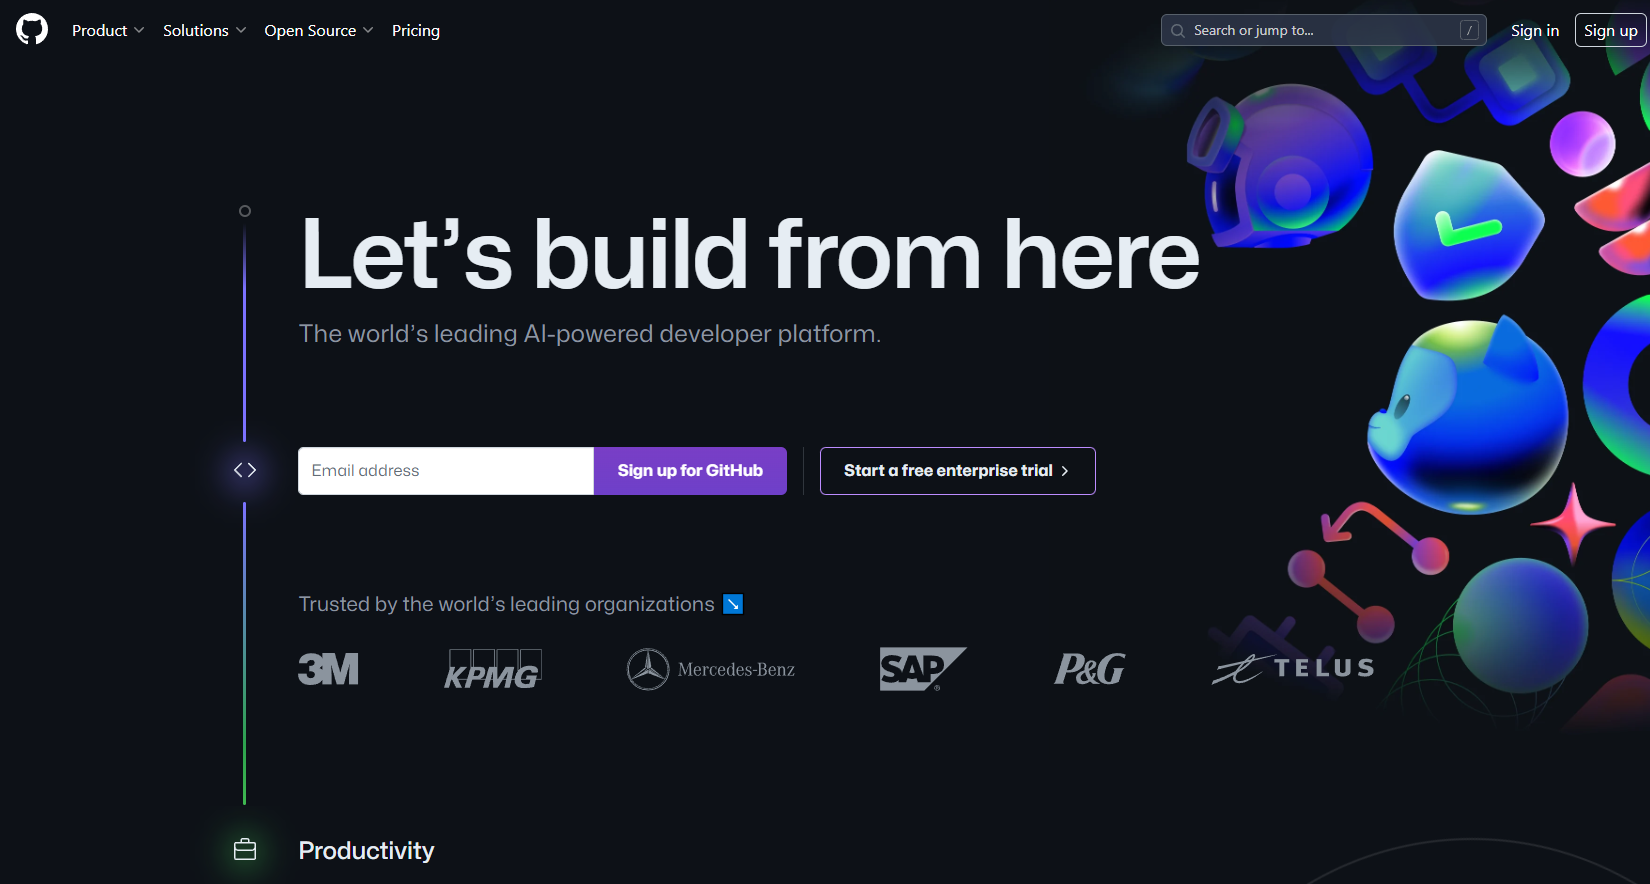 Product Solutions Open Source Pricing Search or jump to... / Sign in Sign up
Let’s build from here
The world’s leading AI-powered developer platform.
Email address Sign up for GitHub Start a free enterprise trial
Trusted by the world’s leading organizations
3M KPMG Mercedes-Benz SAP ® P&G TELUS
Productivity